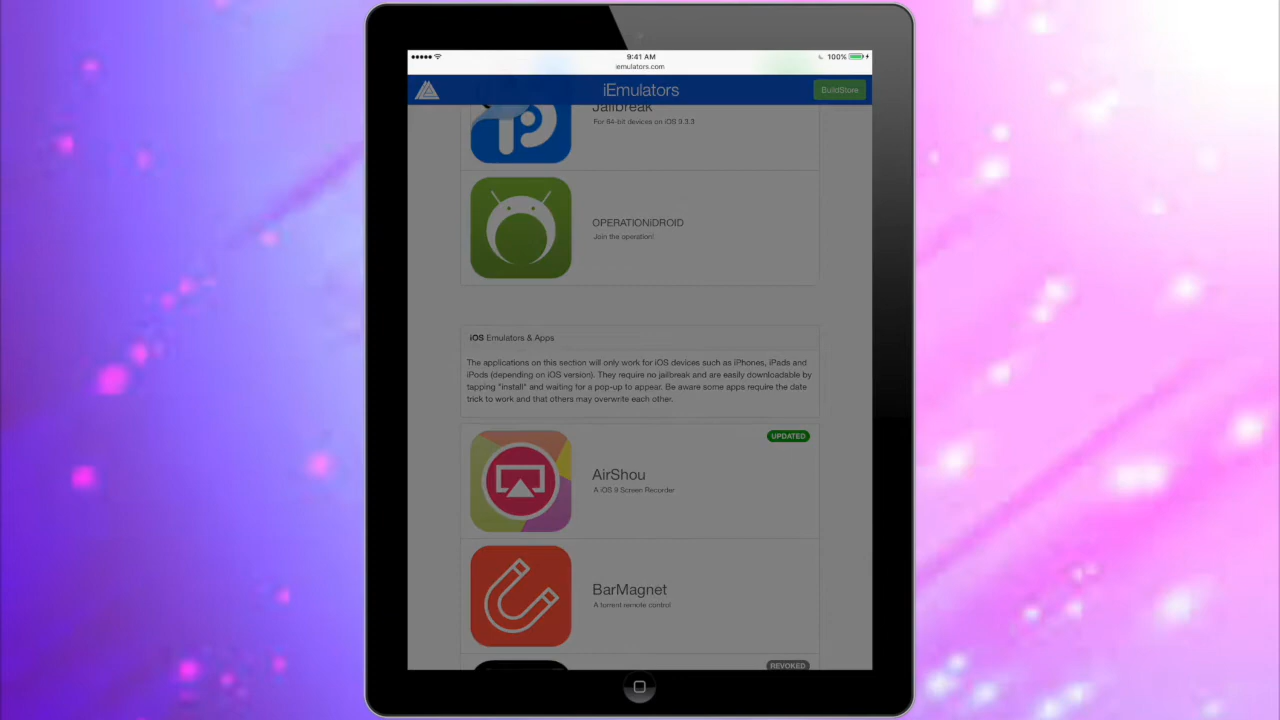 9:41 AM
100%
iemulators.com
iEmulators
BuildStore
Jailbreak
For 64-bit devices on iOS 9.3.3
OPERATIONiDROID
Join the operation!
iOS Emulators & Apps
The applications on this section will only work for iOS devices such as iPhones, iPads and
iPods (depending on iOS version). They require no jailbreak and are easily downloadable by
tapping "install" and waiting for a pop-up to appear. Be aware some apps require the date
trick to work and that others may overwrite each other.
UPDATED
AirShou
A iOS 9 Screen Recorder
BarMagnet
A torrent remote control
REVOKED